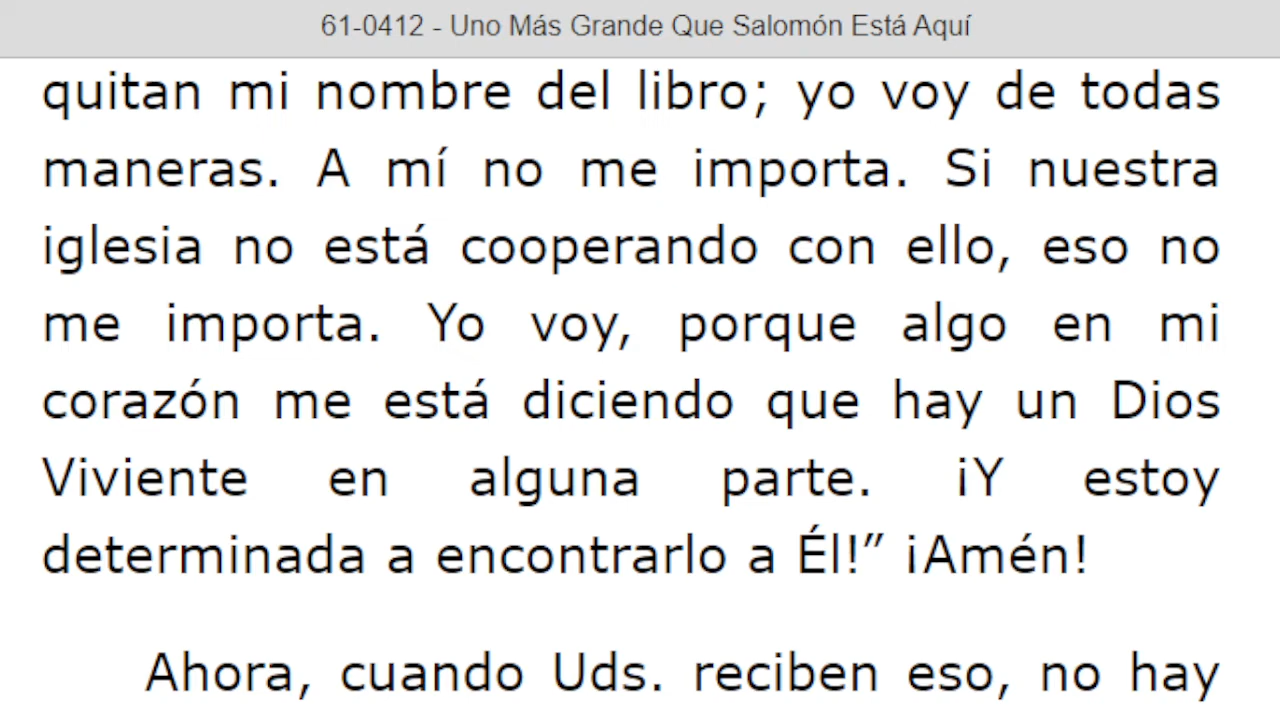 61-0412 - Uno Más Grande Que Salomón Está Aquí
quitan mi nombre del libro; yo voy de todas
maneras. A mí no me importa. Si nuestra
iglesia no está cooperando con ello, eso no
me importa. Yo voy, porque algo en mi
corazón me está diciendo que hay un Dios
Viviente en alguna parte. ¡Y estoy
determinada a encontrarlo a Él!” ¡Amén!
Ahora, cuando Uds. reciben eso, no hay